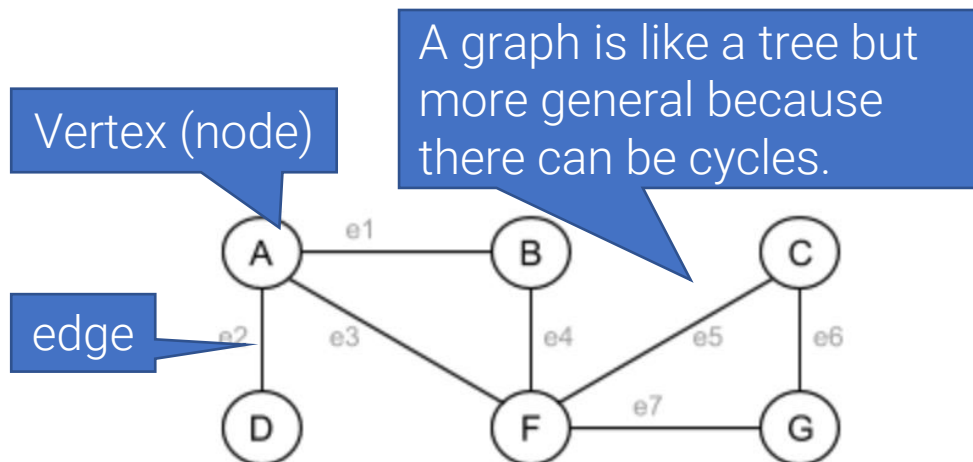 A graph is like a tree but
more general because
there can be cycles.
Vertex (node)
e1
A
B
C
edge
e2
e3
e4
e5
e6
e7
D
F
G